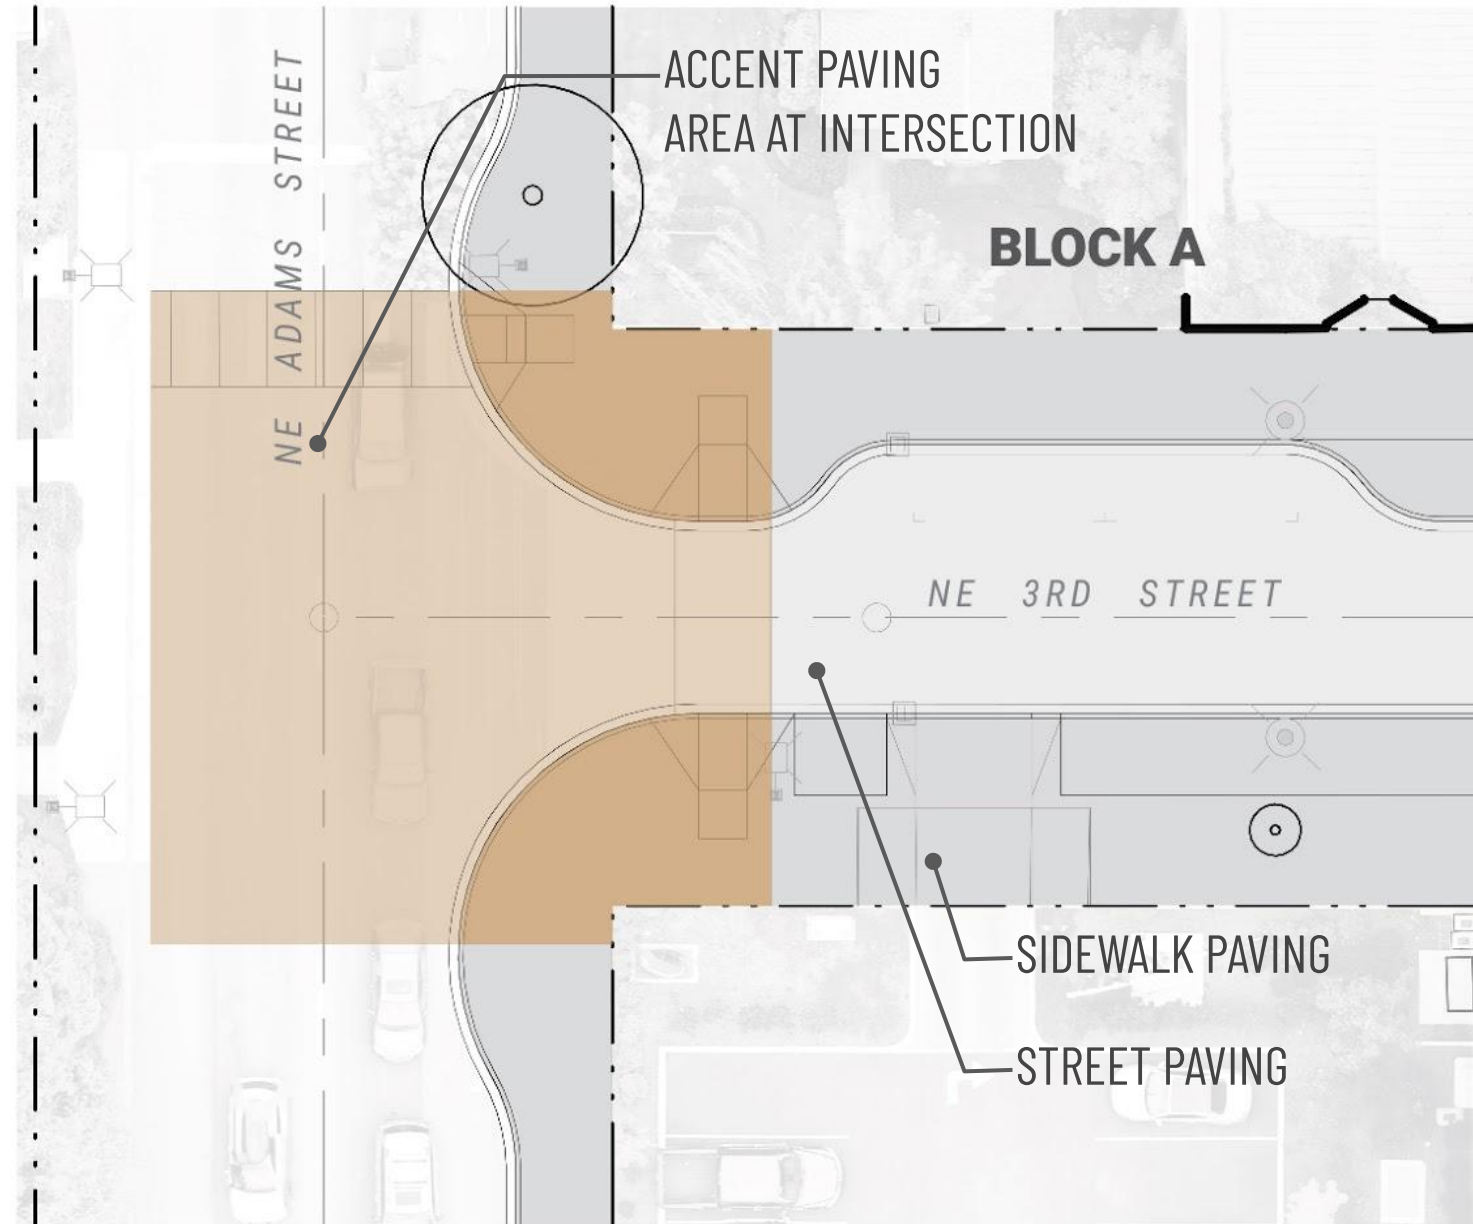 ACCENT PAVING
AREA AT INTERSECTION
NE ADAMS STREET
BLOCK A
NE 3RD STREET
SIDEWALK PAVING
STREET PAVING